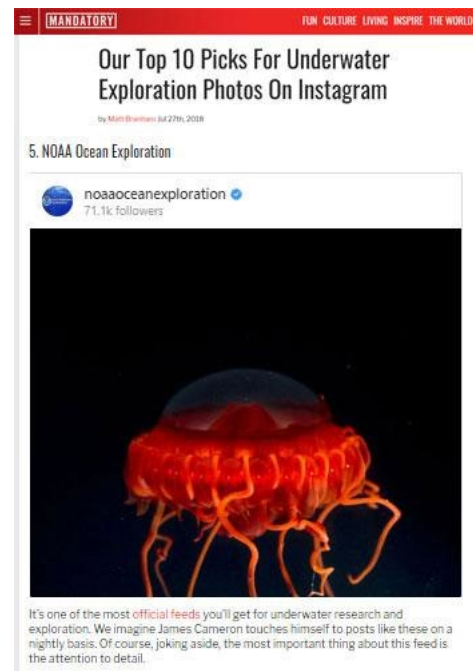 MANDATORY
FUN CULTURE LIVING INSPIRE THE WORLD
Our Top 10 Picks For Underwater
Exploration Photos On Instagram
by Matt Branham Jul 27th, 2018
5. NOAA Ocean Exploration
noaaoceanexploration
71.1k followers
It's one of the most official feeds you'll get for underwater research and
exploration. We imagine James Cameron touches himself to posts like these on a
nightly basis. Of course, joking aside, the most important thing about this feed is
the attention to detail.